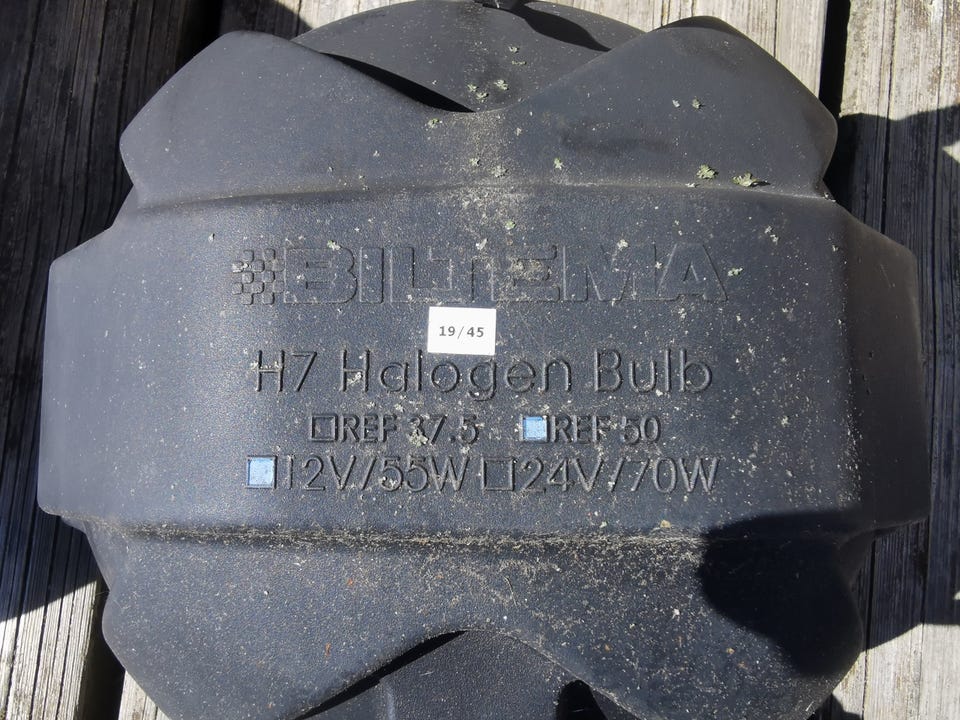 BILTEMA
19/45
H7 Halogen Bulb
REF 37.5 REF 50
12V/55W 24V/70W